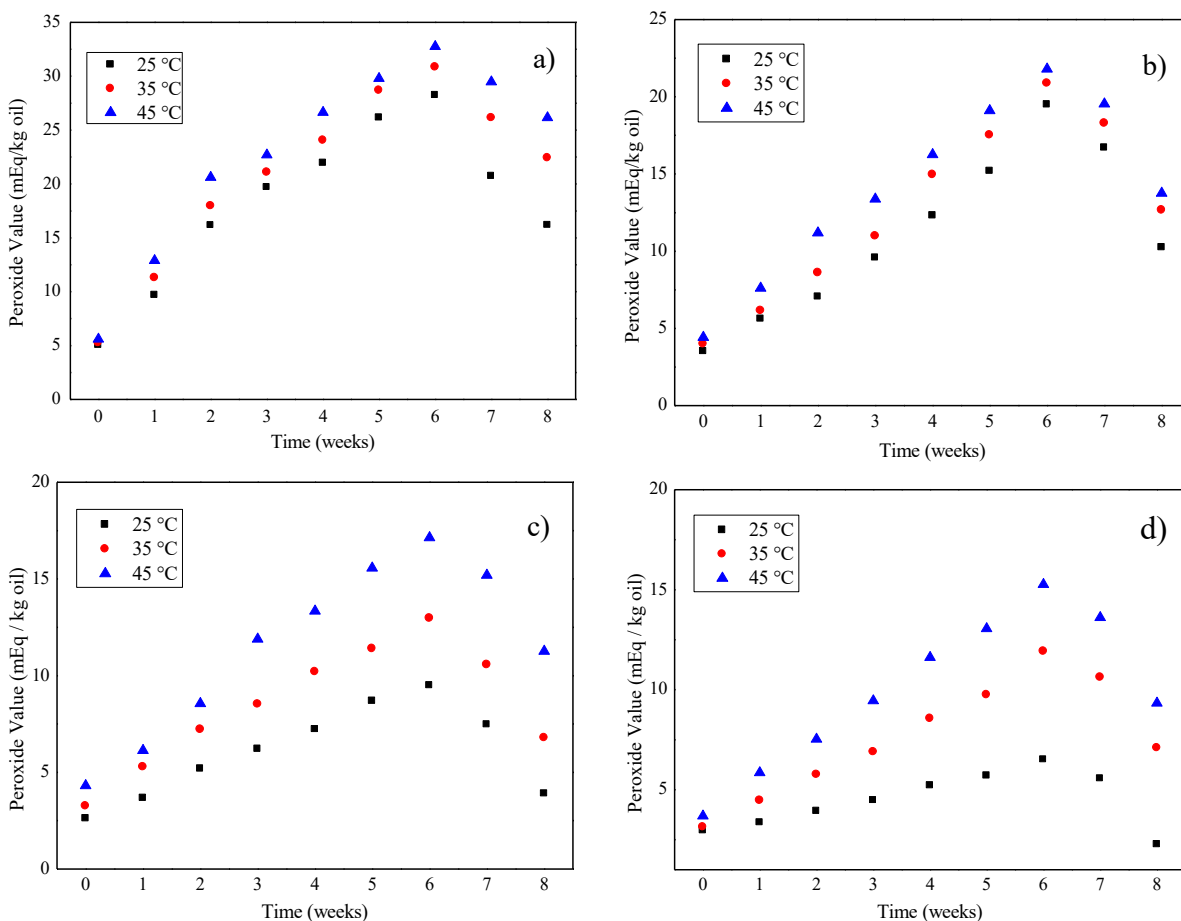 a)
25 °C
35 °C
45 °C
Peroxide Value (mEq/kg oil)
35
30
25
20
15
10
5
0
0 1 2 3 4 5 6 7 8
Time (weeks)
b)
25 °C
35 °C
45 °C
Peroxide Value (mEq/kg oil)
25
20
15
10
5
0
0 1 2 3 4 5 6 7 8
Time (weeks)
c)
25 °C
35 °C
45 °C
Peroxide Value (mEq / kg oil)
20
15
10
5
0
0 1 2 3 4 5 6 7 8
Time (weeks)
d)
25 °C
35 °C
45 °C
Peroxide Value (mEq / kg oil)
20
15
10
5
0 1 2 3 4 5 6 7 8
Time (weeks)